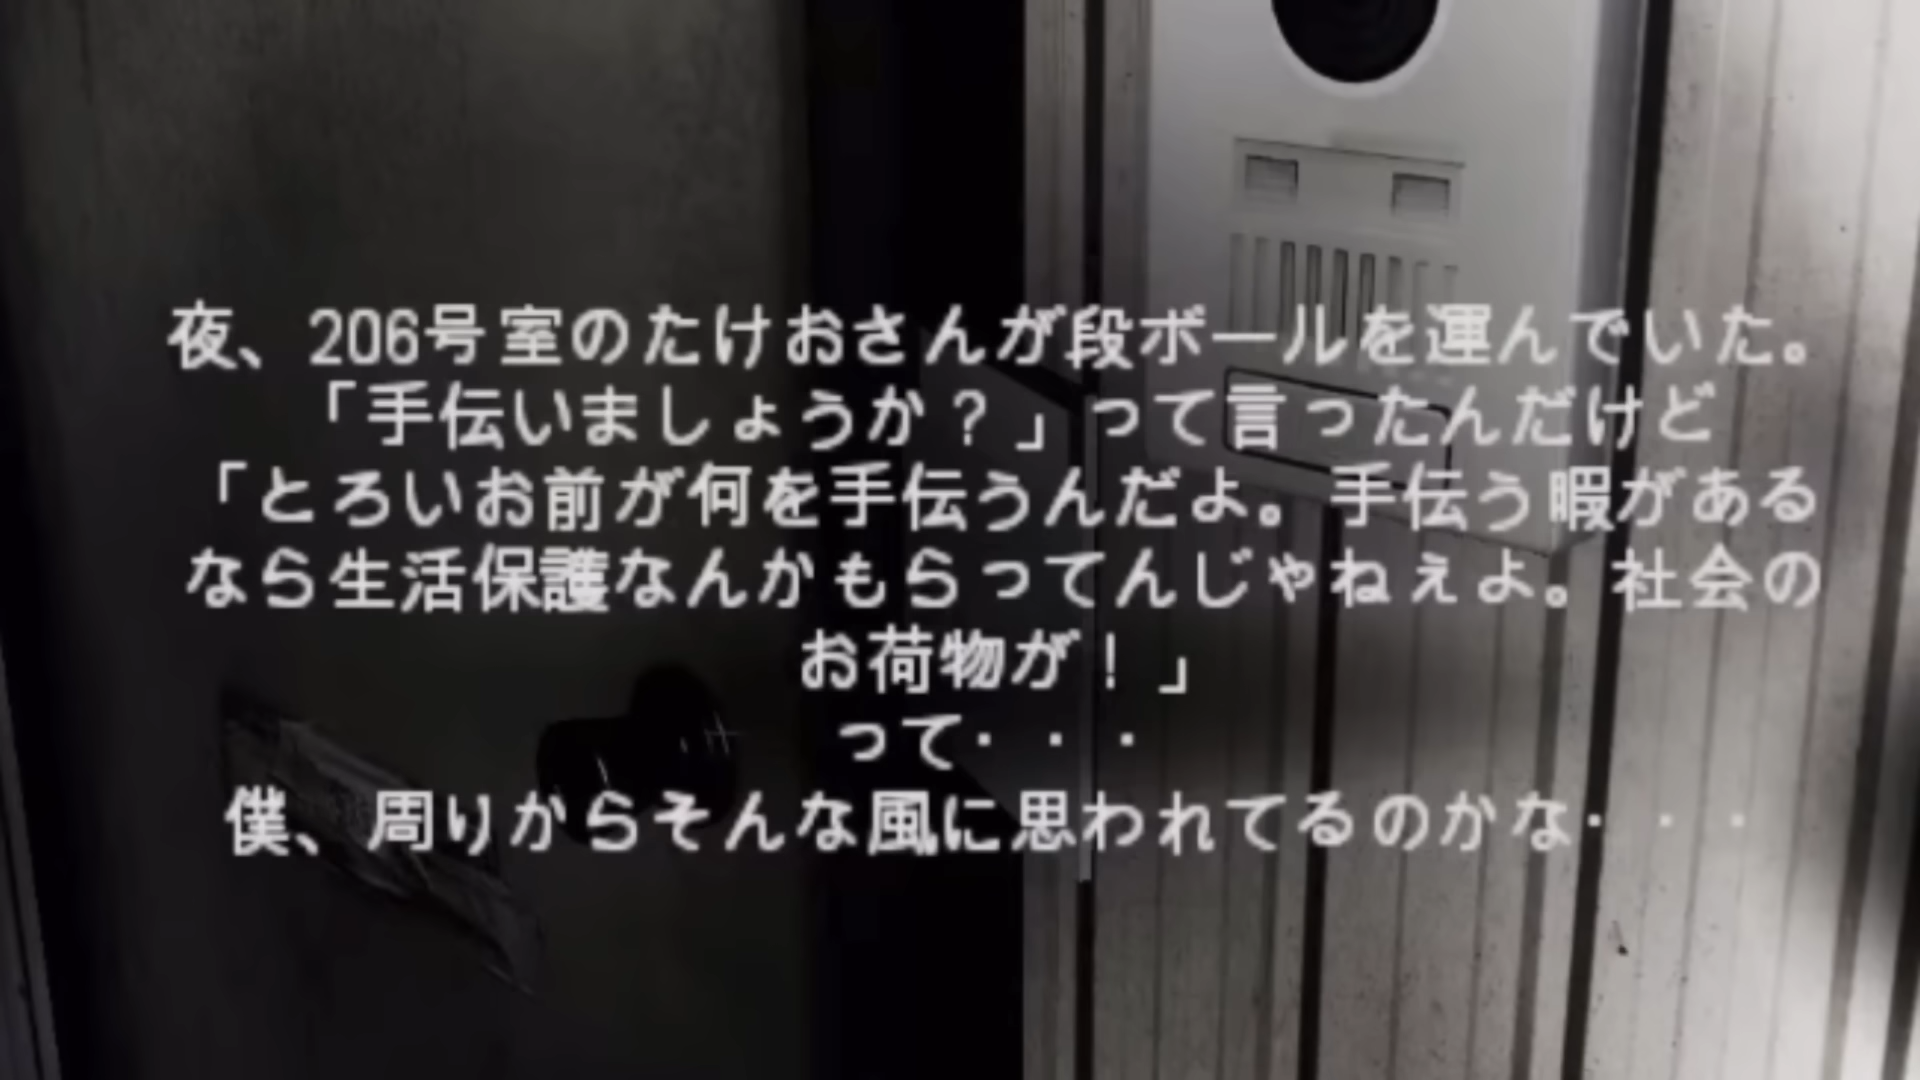 夜、206号室のたけおさんが段ボールを運んでいた。
「手伝いましょうか？」って言ったんだけど
「とろいお前が何を手伝うんだよ。手伝う暇がある
なら生活保護なんかもらってんじゃねぇよ。社会の
お荷物が！」
って・・・
僕、周りからそんな風に思われてるのかな・・・